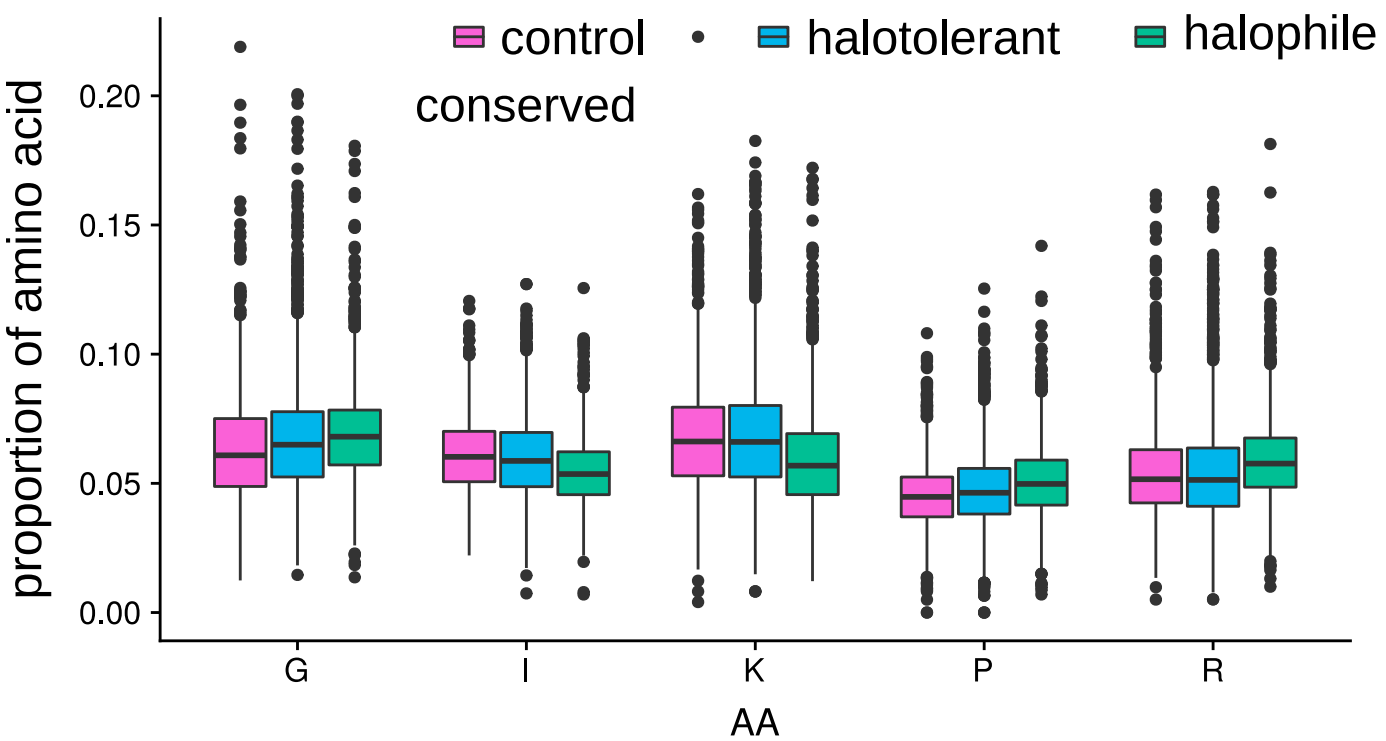 control halotolerant halophile
conserved
proportion of amino acid
0.20
0.15
0.10
0.05
0.00
G I K P R
AA